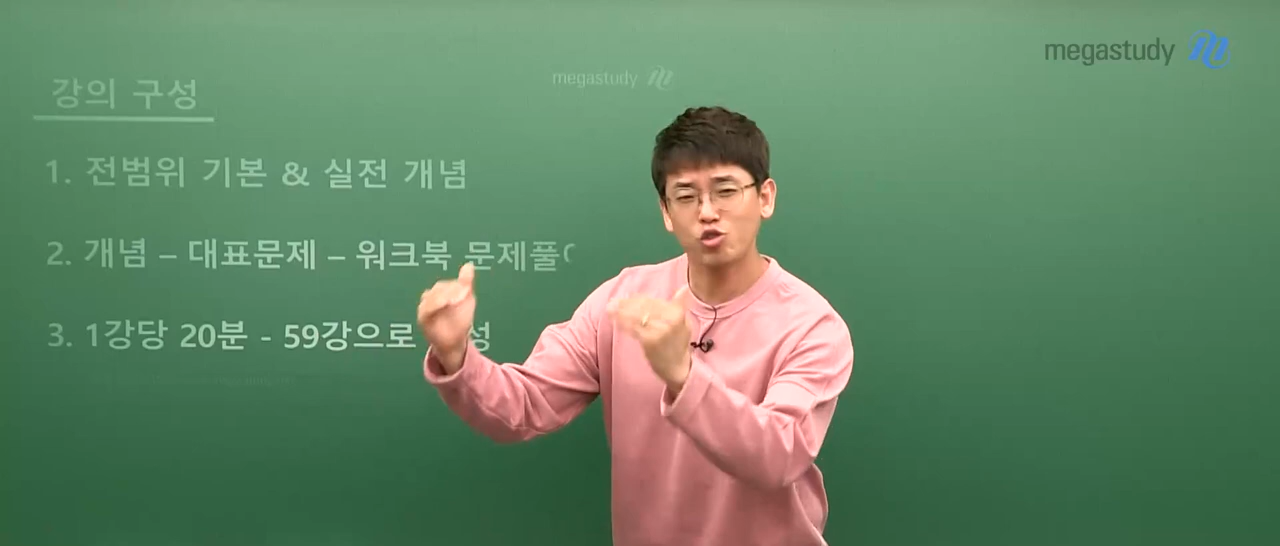 megastudy
megastudy
강의 구성
1. 전범위 기본 & 실전 개념
2. 개념 – 대표문제 – 워크북 문제풀
3. 1강당 20분 - 59강으로 성